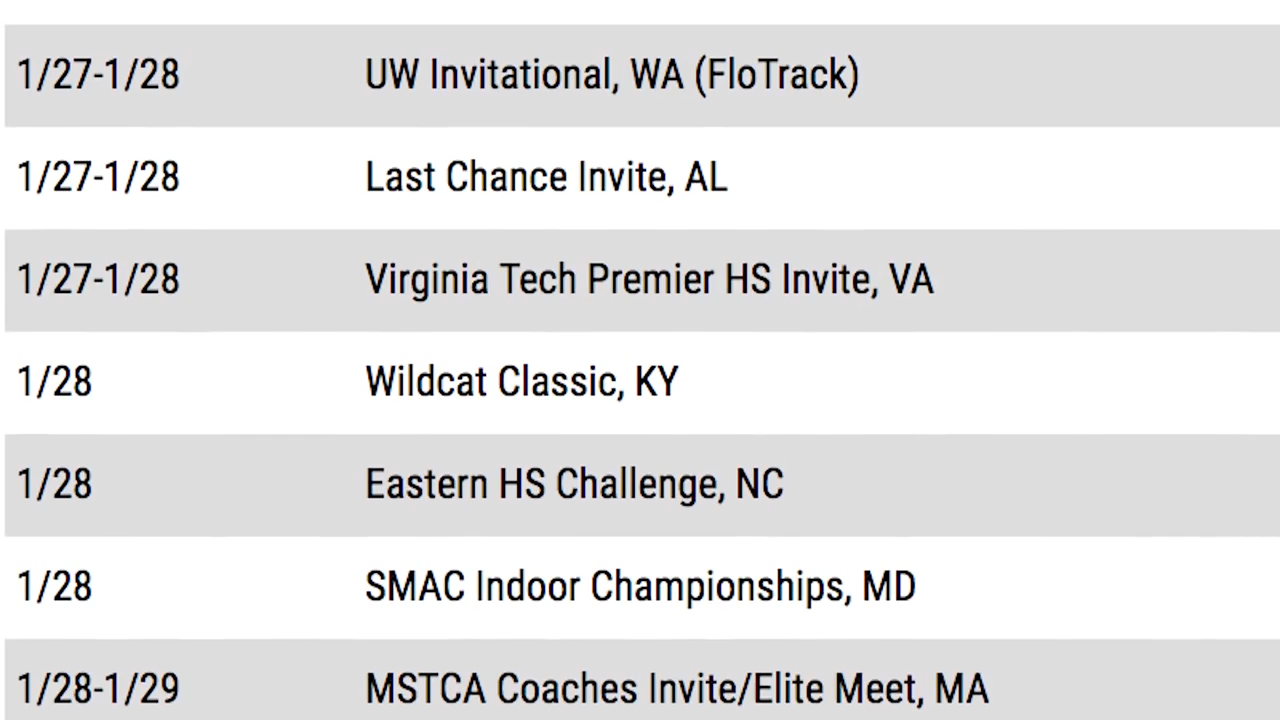 1/27-1/28 UW Invitational, WA (FloTrack)
1/27-1/28 Last Chance Invite, AL
1/27-1/28 Virginia Tech Premier HS Invite, VA
1/28 Wildcat Classic, KY
1/28 Eastern HS Challenge, NC
1/28 SMAC Indoor Championships, MD
1/28-1/29 MSTCA Coaches Invite/Elite Meet, MA